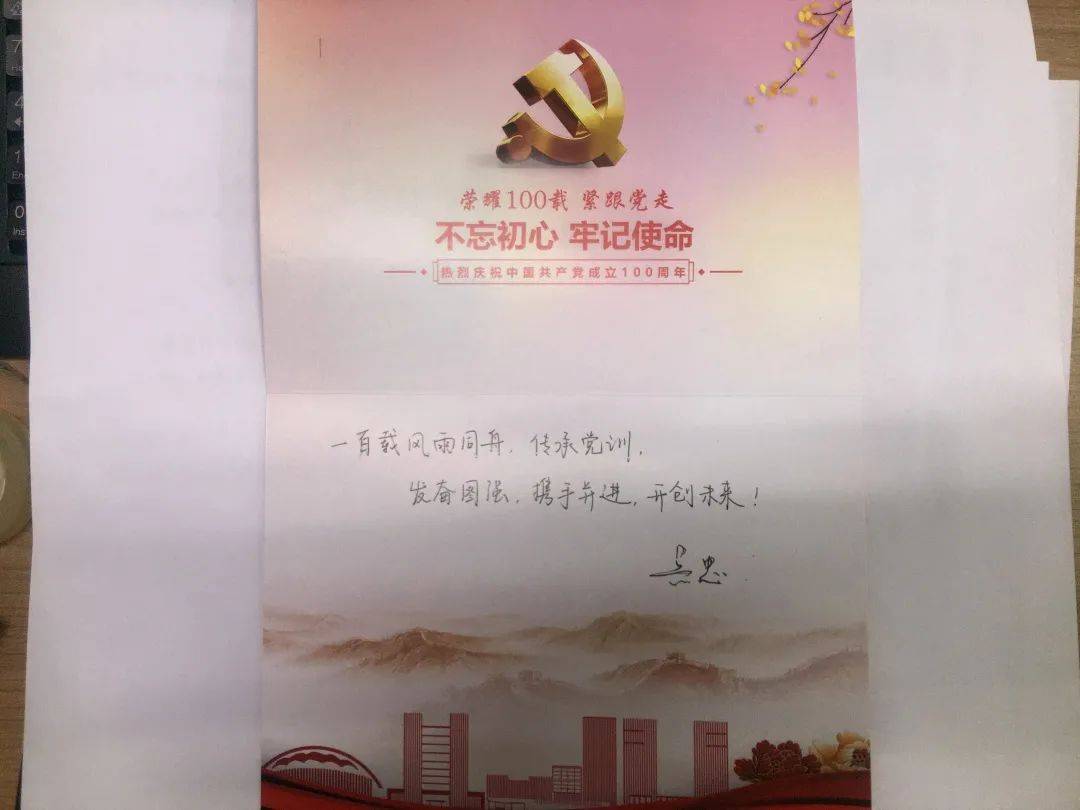 荣耀100载 紧跟党走
不忘初心 牢记使命
热烈庆祝中国共产党成立100周年
一百载风雨同舟，传承党训，
发奋图强，携手并进，开创未来！